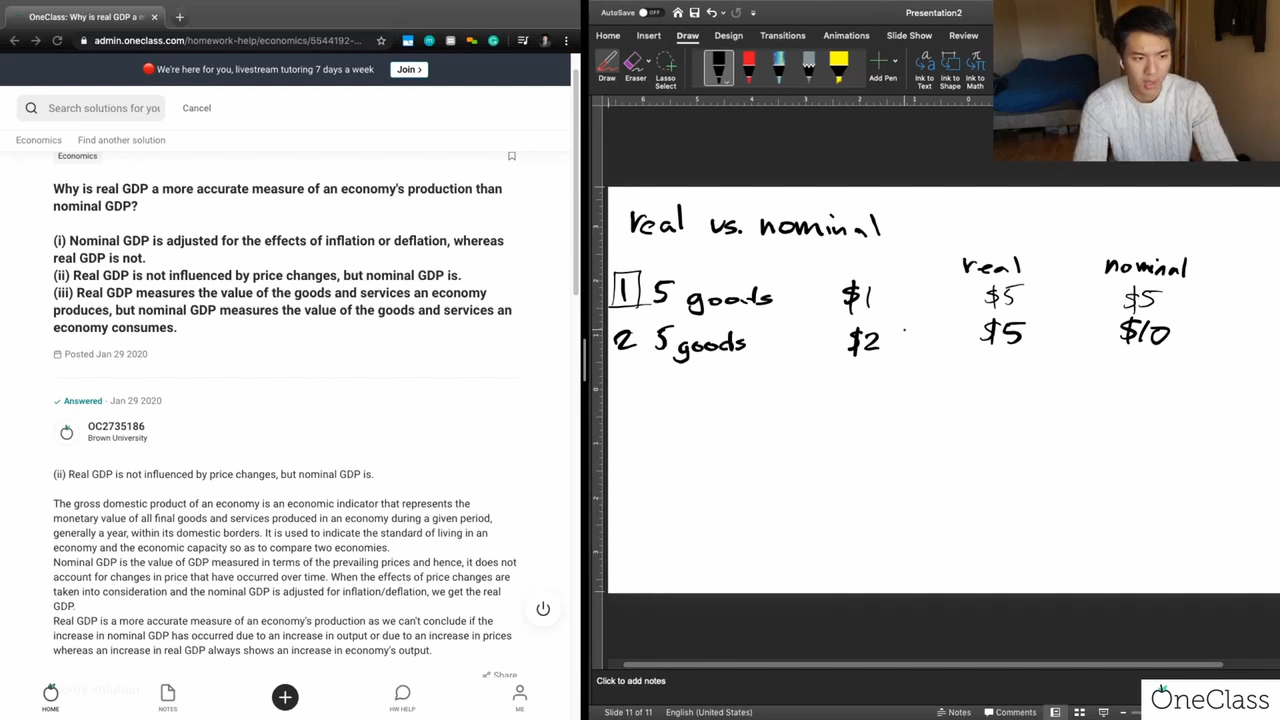 OneClass: Why is real GDP a m
admin.oneclass.com/homework-help/economics/5544192-...
We're here for you, livestream tutoring 7 days a week
Join >
Search solutions for you
Cancel
Economics
Find another solution
Economics
Why is real GDP a more accurate measure of an economy's production than
nominal GDP?
(i) Nominal GDP is adjusted for the effects of inflation or deflation, whereas
real GDP is not.
(ii) Real GDP is not influenced by price changes, but nominal GDP is.
(iii) Real GDP measures the value of the goods and services an economy
produces, but nominal GDP measures the value of the goods and services an
economy consumes.
Posted Jan 29 2020
Answered · Jan 29 2020
OC2735186
Brown University
(ii) Real GDP is not influenced by price changes, but nominal GDP is.
The gross domestic product of an economy is an economic indicator that represents the
monetary value of all final goods and services produced in an economy during a given period,
generally a year, within its domestic borders. It is used to indicate the standard of living in an
economy and the economic capacity so as to compare two economies.
Nominal GDP is the value of GDP measured in terms of the prevailing prices and hence, it does not
account for changes in price that have occurred over time. When the effects of price changes are
taken into consideration and the nominal GDP is adjusted for inflation/deflation, we get the real
GDP.
Real GDP is a more accurate measure of an economy's production as we can't conclude if the
increase in nominal GDP has occurred due to an increase in output or due to an increase in prices
whereas an increase in real GDP always shows an increase in economy's output.
Share
HOME
NOTES
HW HELP
ME
AutoSave OFF
Presentation2
Home Insert Draw Design Transitions Animations Slide Show Review
Draw
Eraser
Lasso
Select
Add Pen
Ink to
Text
Ink to
Shape
Ink to
Math
6 5 4 3 2 1 0
real vs. nominal
real nominal
1 5 goods $1 $5 $5
2 5 goods $2 $5 $10
Click to add notes
Slide 11 of 11
English (United States)
Notes
Comments
OneClass